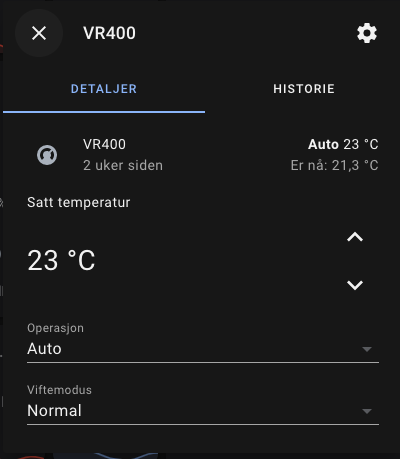 VR400
DETALJER HISTORIE
VR400 Auto 23 °C
2 uker siden Er nå: 21,3 °C
Satt temperatur
23 °C
Operasjon
Auto
Viftemodus
Normal